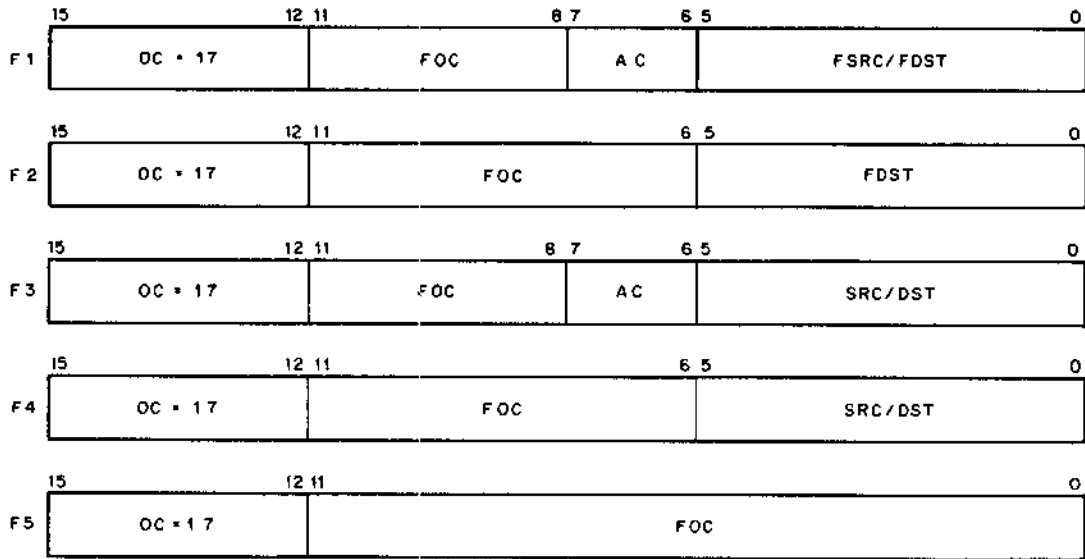 15 12 11 8 7 6 5 0
F1 OC = 17 FOC AC FSRC/FDST
15 12 11 6 5 0
F2 OC = 17 FOC FDST
15 12 11 8 7 6 5 0
F3 OC = 17 FOC AC SRC/DST
15 12 11 6 5 0
F4 OC = 17 FOC SRC/DST
15 12 11 0
F5 OC = 17 FOC